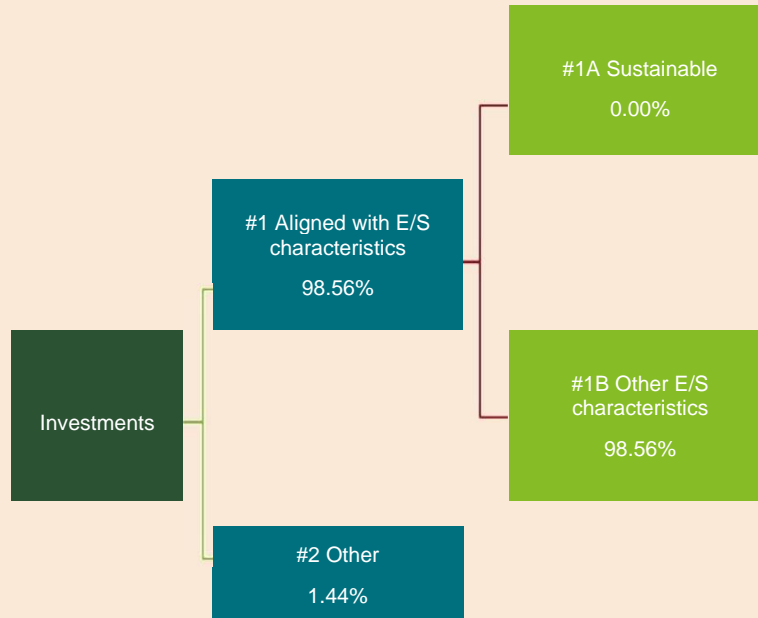 Investments
#1 Aligned with E/S
characteristics
98.56%
#2 Other
1.44%
#1A Sustainable
0.00%
#1B Other E/S
characteristics
98.56%